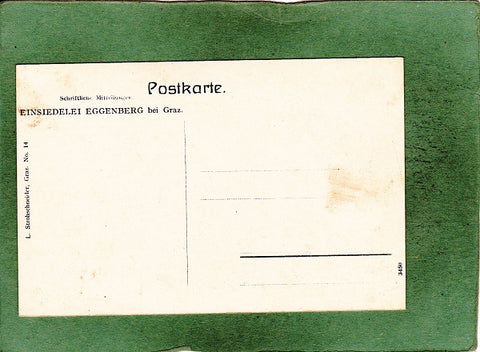 Postkarte.
Schriftliche Mitteilungen
EINSIEDELEI EGGENBERG bei Graz.
L. Strohschneider, Graz. No. 14
3450